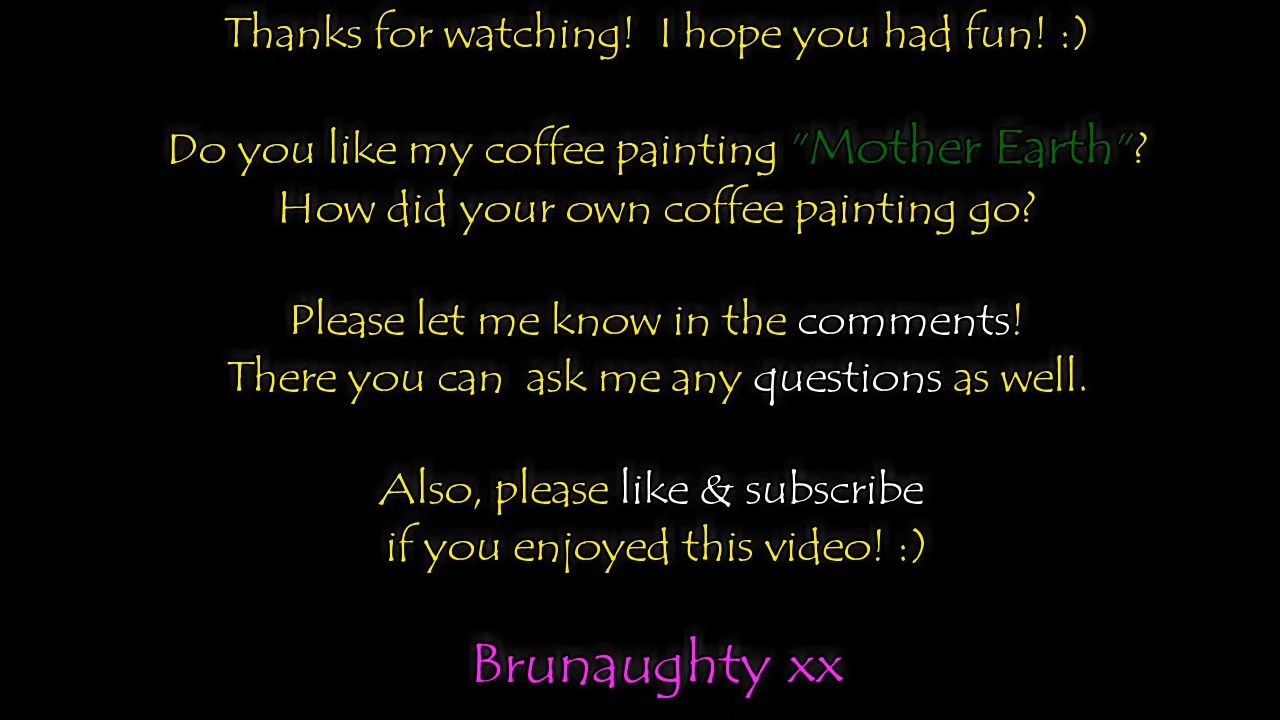 Thanks for watching! I hope you had fun! :)
Do you like my coffee painting "Mother Earth"?
How did your own coffee painting go?
Please let me know in the comments!
There you can ask me any questions as well.
Also, please like & subscribe
if you enjoyed this video! :)
Brunaughty xx